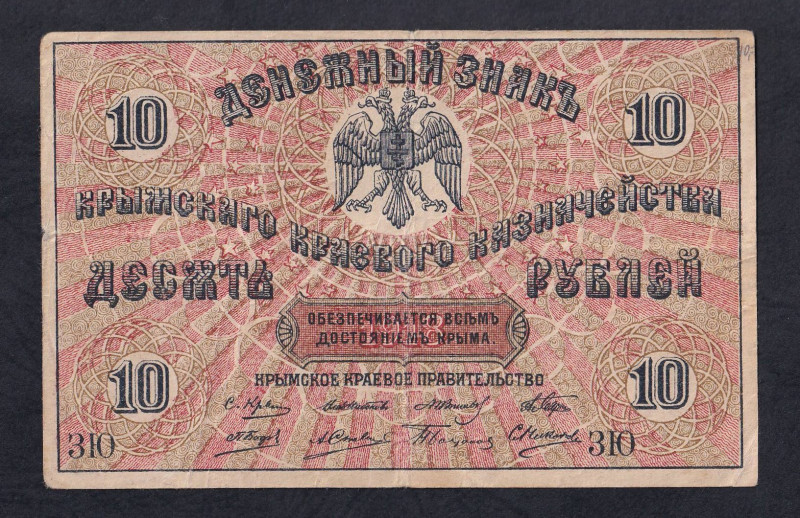 ДЕНЕЖНЫЙ ЗНАКЪ
10 10
КРЫМСКАГО КРАЕВОГО КАЗНАЧЕЙСТВА
ДЕСЯТЬ РУБЛЕЙ
ОБЕЗПЕЧИВАЕТСЯ ВСѢМЪ
ДОСТОЯНІЕМЪ КРЫМА.
КРЫМСКОЕ КРАЕВОЕ ПРАВИТЕЛЬСТВО
10 10
ЗЮ ЗЮ